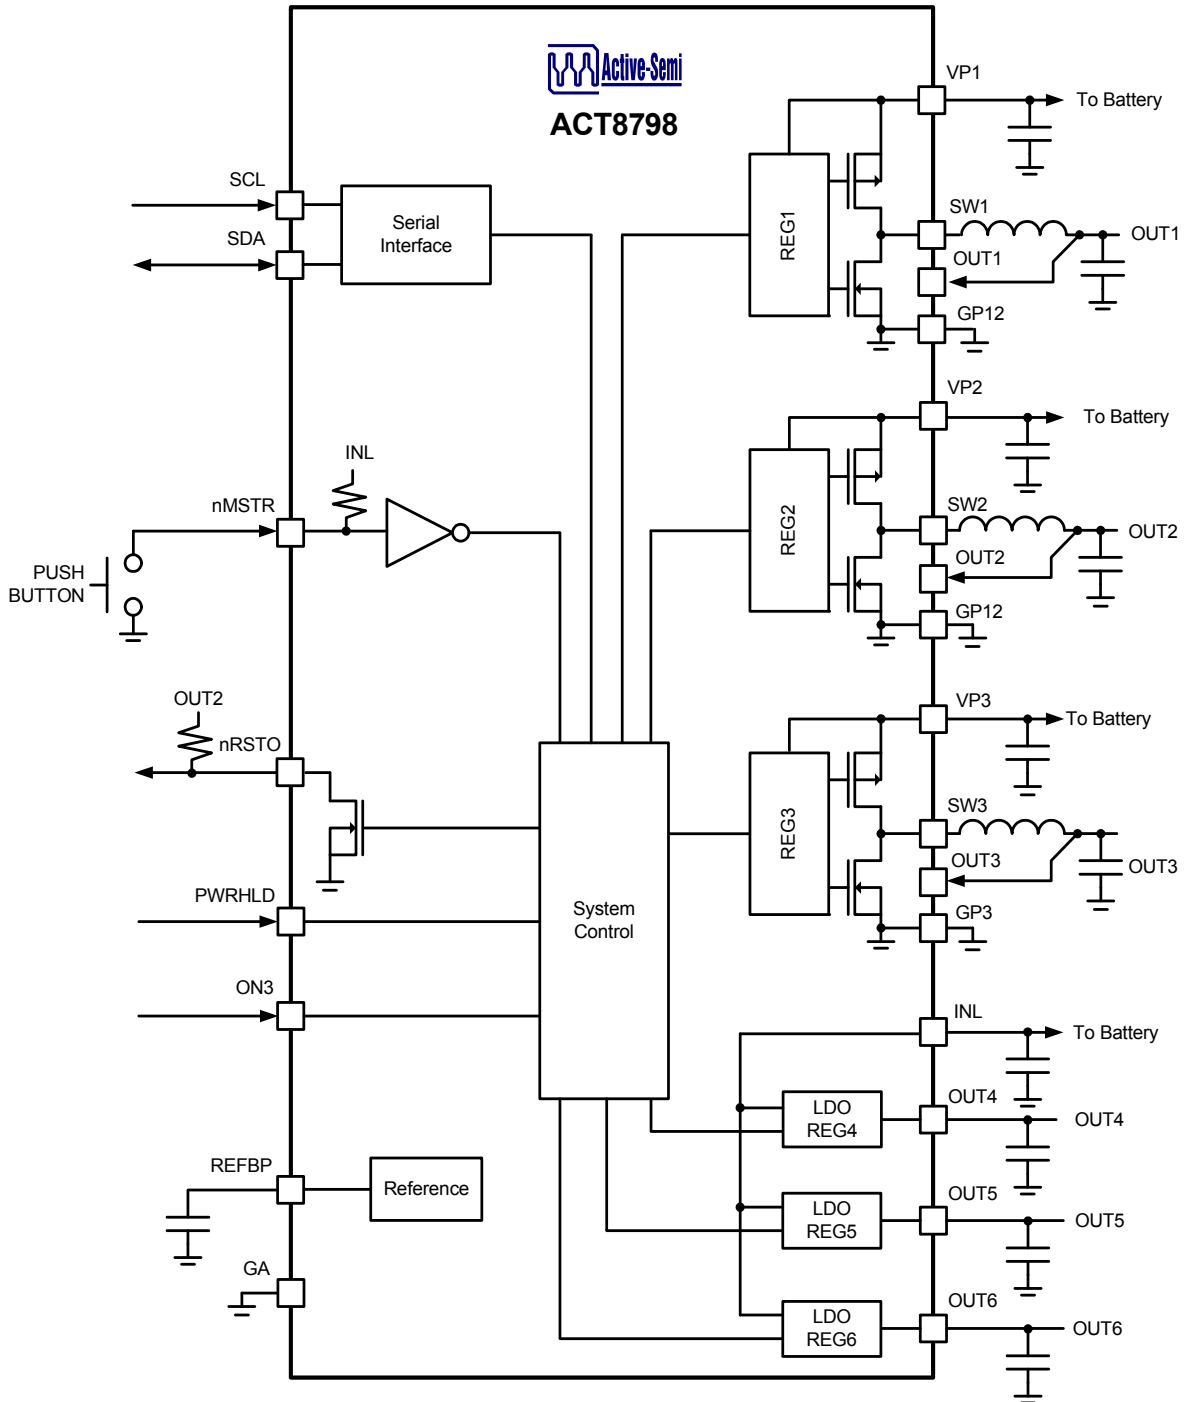 Active-Semi
ACT8798
SCL
SDA
Serial
Interface
INL
nMSTR
PUSH
BUTTON
OUT2
nRSTO
PWRHLD
ON3
System
Control
REFBP
Reference
GA
VP1
To Battery
REG1
SW1
OUT1
OUT1
GP12
VP2
To Battery
REG2
SW2
OUT2
OUT2
GP12
VP3
To Battery
REG3
SW3
OUT3
OUT3
GP3
INL
To Battery
LDO
REG4
OUT4
OUT4
LDO
REG5
OUT5
OUT5
LDO
REG6
OUT6
OUT6